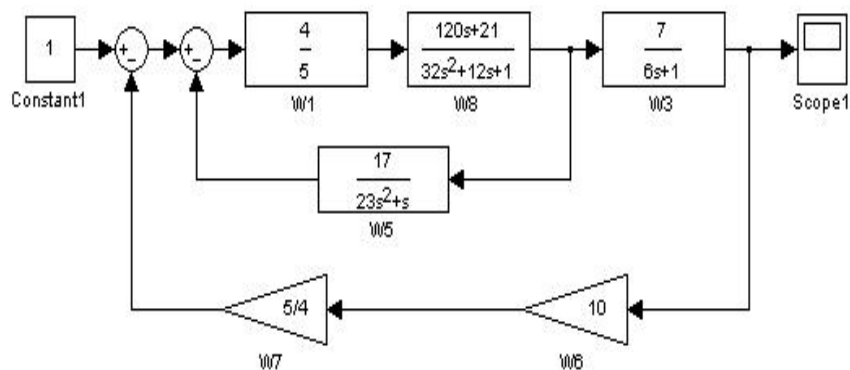 1
Constant1
+
-
+
-
4
5
W1
120s+21
32s²+12s+1
W8
7
6s+1
W3
Scope1
17
23s²+s
W5
5/4
W7
10
W6